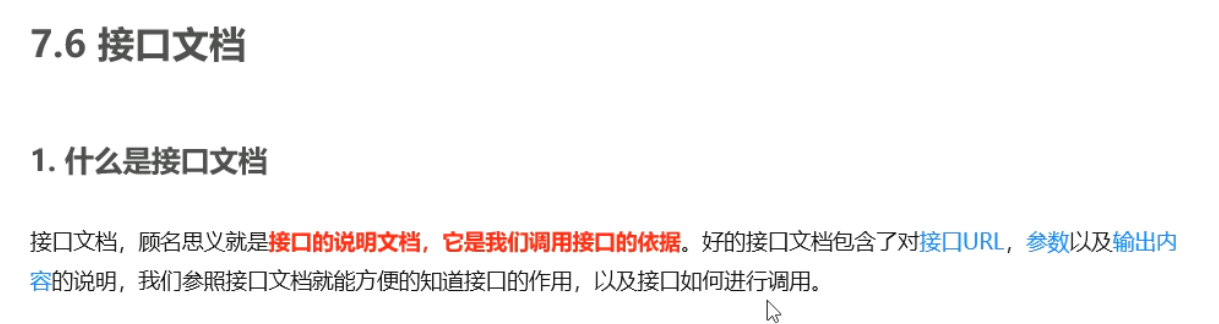 7.6 接口文档
1. 什么是接口文档
接口文档，顾名思义就是接口的说明文档，它是我们调用接口的依据。好的接口文档包含了对接口URL，参数以及输出内
容的说明，我们参照接口文档就能方便的知道接口的作用，以及接口如何进行调用。